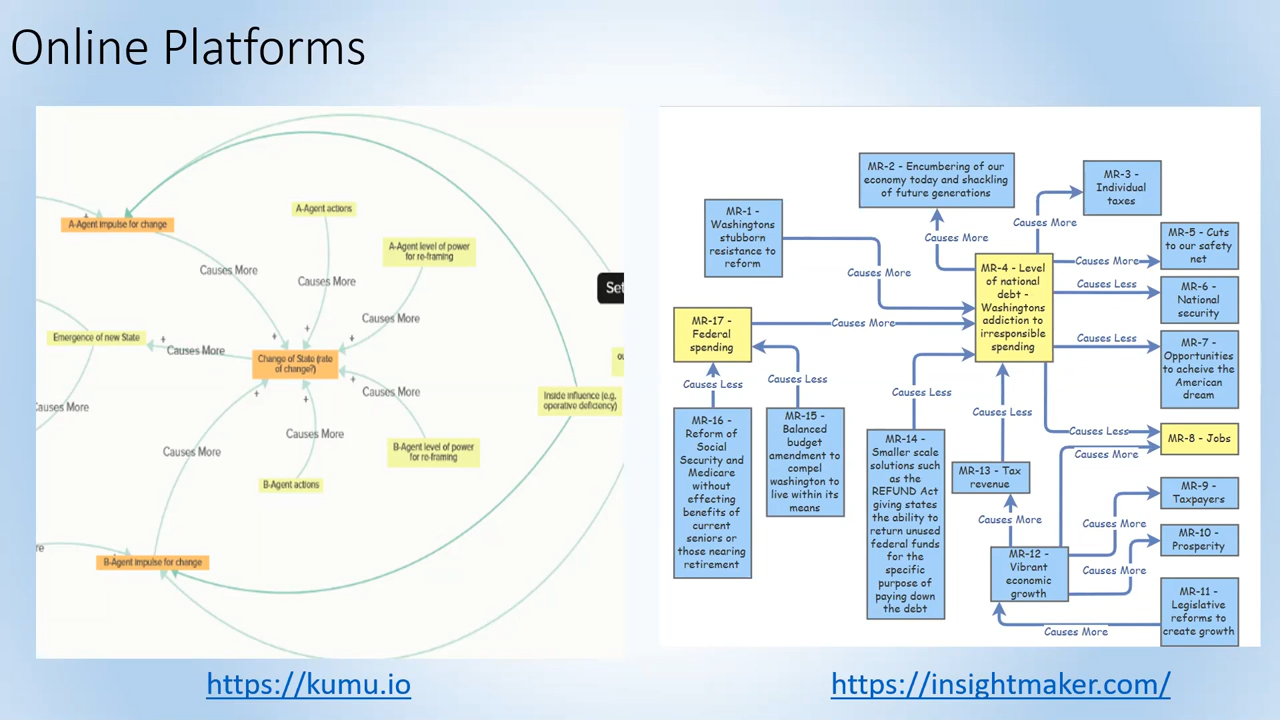 Online Platforms
A-Agent impulse for change
A-Agent actions
A-Agent level of power
for re-framing
Causes More
Causes More
Causes More
Emergence of new State
Causes More
Change of State (rate
of change?)
Causes More
Causes More
Causes More
B-Agent level of power
for re-framing
B-Agent actions
B-Agent impulse for change
Inside influence (e.g.
operative deficiency)
+
+
+
+
+
+
+
+
+
MR-1 -
Washingtons
stubborn
resistance to
reform
MR-2 - Encumbering of our
economy today and shackling
of future generations
MR-3 -
Individual
taxes
Causes More
Causes More
Causes More
MR-4 - Level
of national
debt -
Washingtons
addiction to
irresponsible
spending
Causes More
MR-5 - Cuts
to our safety
net
Causes Less
MR-6 -
National
security
MR-17 -
Federal
spending
Causes More
Causes Less
MR-7 -
Opportunities
to acheive the
American
dream
Causes Less
Causes Less
Causes Less
Causes Less
Causes Less
MR-8 - Jobs
Causes More
MR-16 -
Reform of
Social
Security and
Medicare
without
effecting
benefits of
current
seniors or
those nearing
retirement
MR-15 -
Balanced
budget
amendment to
compel
washington to
live within its
means
MR-14 -
Smaller scale
solutions such
as the
REFUND Act
giving states
the ability to
return unused
federal funds
for the
specific
purpose of
paying down
the debt
MR-13 - Tax
revenue
Causes More
MR-9 -
Taxpayers
Causes More
MR-10 -
Prosperity
Causes More
MR-12 -
Vibrant
economic
growth
MR-11 -
Legislative
reforms to
create growth
Causes More
https://kumu.io
https://insightmaker.com/